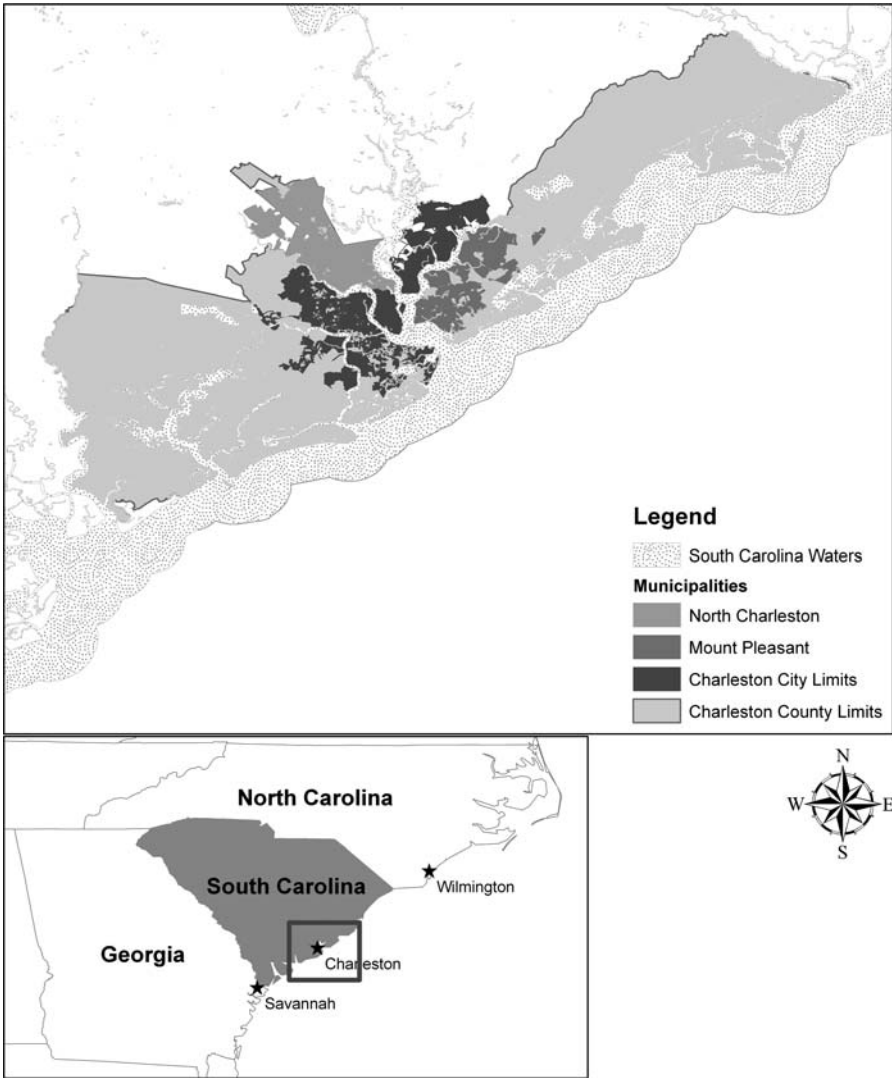 Legend
South Carolina Waters
Municipalities
North Charleston
Mount Pleasant
Charleston City Limits
Charleston County Limits
North Carolina
South Carolina
Wilmington
Georgia
Charleston
Savannah
N
W E
S